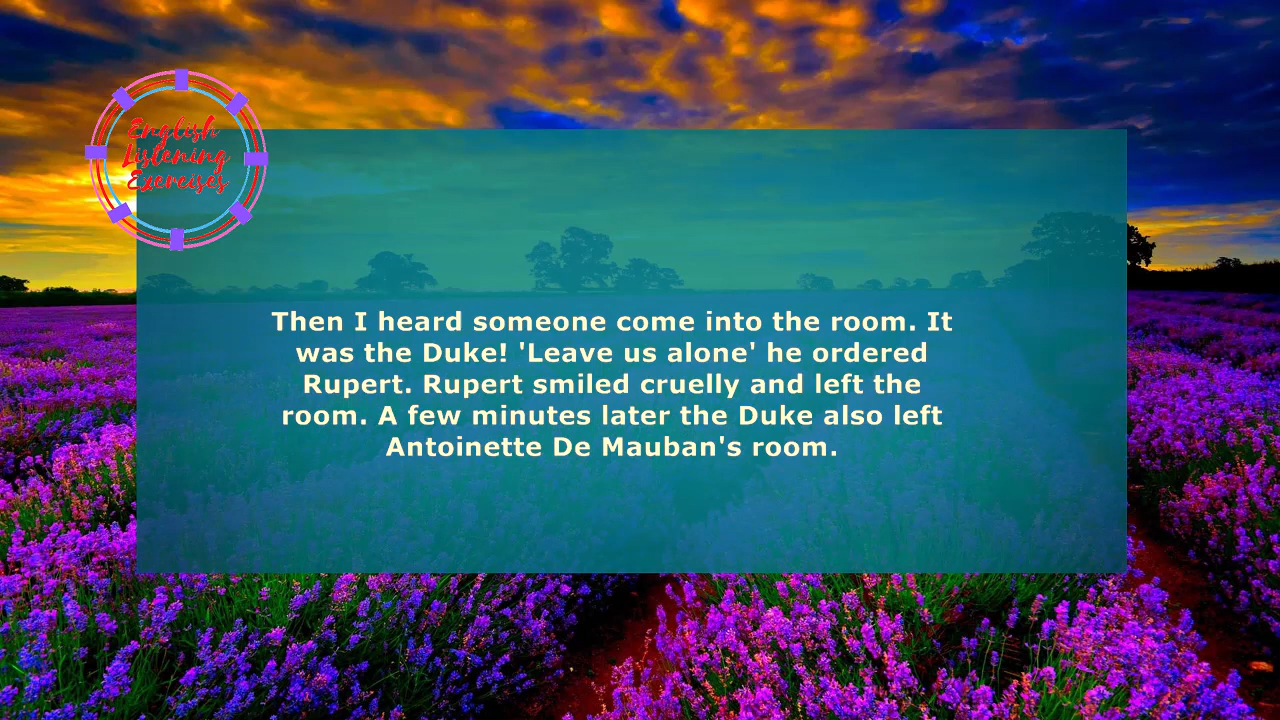 English
Listening
Exercises
Then I heard someone come into the room. It
was the Duke! 'Leave us alone' he ordered
Rupert. Rupert smiled cruelly and left the
room. A few minutes later the Duke also left
Antoinette De Mauban's room.